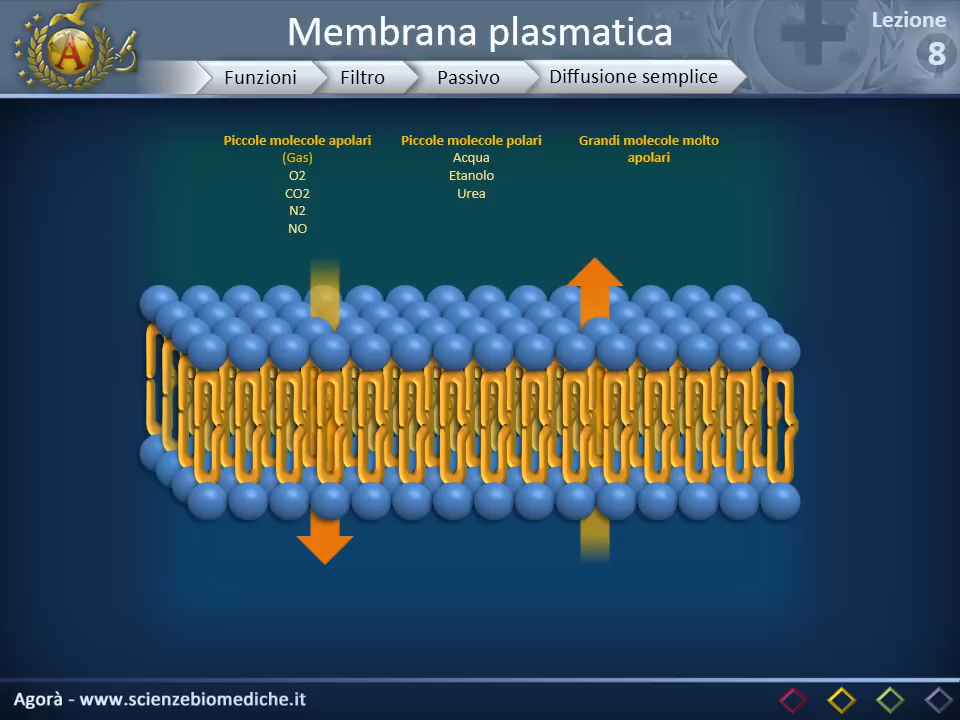 Membrana plasmatica
Lezione
8
Funzioni
Filtro
Passivo
Diffusione semplice
Piccole molecole apolari
(Gas)
O2
CO2
N2
NO
Piccole molecole polari
Acqua
Etanolo
Urea
Grandi molecole molto
apolari
A
Agorà - www.scienzebiomediche.it